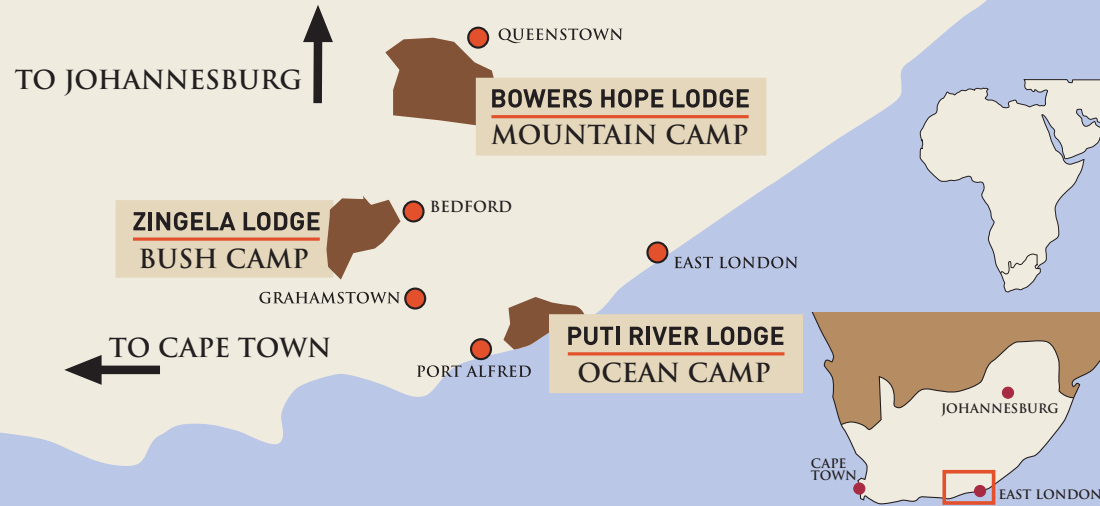 QUEENSTOWN
TO JOHANNESBURG
BOWERS HOPE LODGE
MOUNTAIN CAMP
BEDFORD
ZINGELA LODGE
BUSH CAMP
EAST LONDON
GRAHAMSTOWN
TO CAPE TOWN
PORT ALFRED
PUTI RIVER LODGE
OCEAN CAMP
JOHANNESBURG
CAPE
TOWN
EAST LONDON